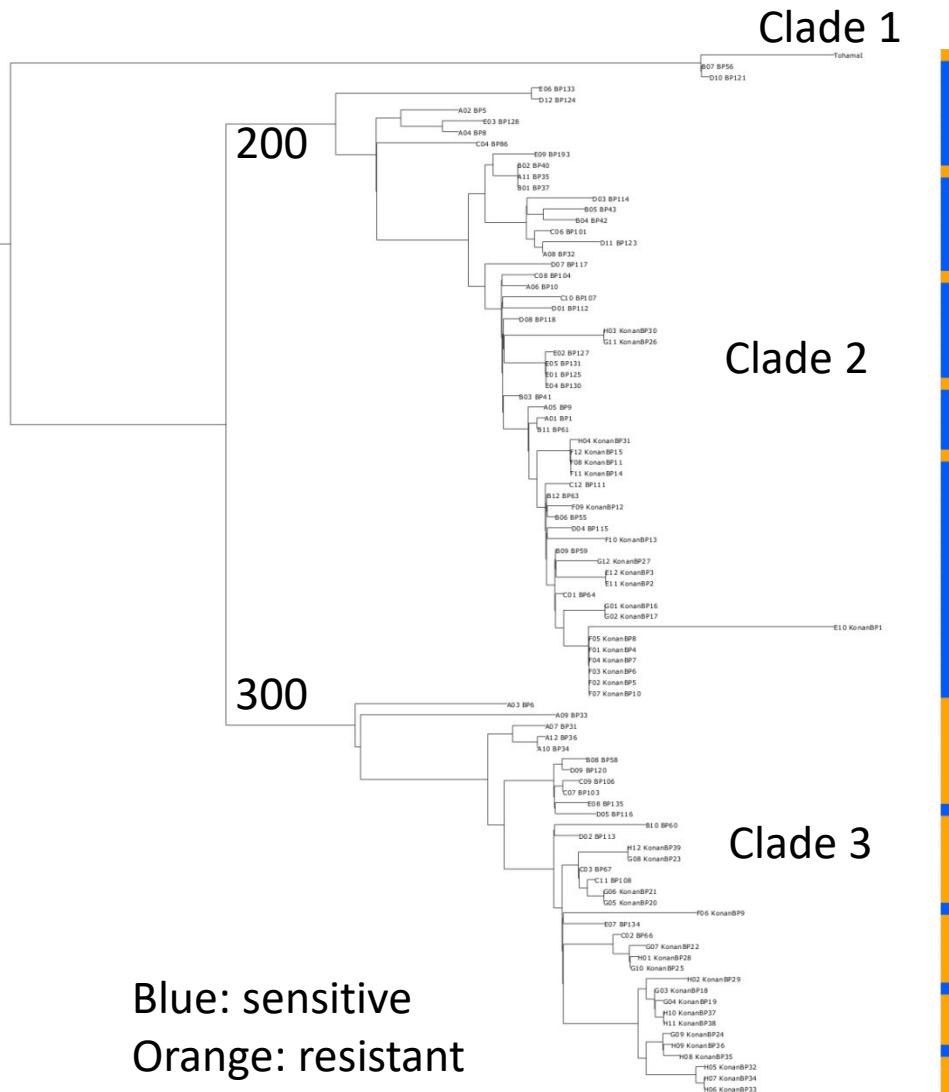 Clade 1
Tohama1
B07 BP56
D10 BP121
E06 BP133
D12 BP124
A02 BP5
E03 BP128
A04 BP8
C04 BP86
200
E09 BP193
B02 BP40
A11 BP35
B01 BP37
D03 BP114
B05 BP43
B04 BP42
C06 BP101
D11 BP123
A08 BP32
D07 BP117
C08 BP104
A06 BP10
C10 BP107
D01 BP112
D08 BP118
H03 KonanBP30
G11 KonanBP26
Clade 2
E02 BP127
E05 BP131
E01 BP125
E04 BP130
B03 BP41
A05 BP9
A01 BP1
B11 BP61
H04 KonanBP31
F12 KonanBP15
F08 KonanBP11
F11 KonanBP14
C12 BP111
B12 BP63
F09 KonanBP12
B06 BP55
D04 BP115
F10 KonanBP13
B09 BP59
G12 KonanBP27
E12 KonanBP3
E11 KonanBP2
C01 BP64
G01 KonanBP16
G02 KonanBP17
E10 KonanBP1
F05 KonanBP8
F01 KonanBP4
F04 KonanBP7
F03 KonanBP6
F02 KonanBP5
F07 KonanBP10
300
A03 BP6
A09 BP33
A07 BP31
A12 BP36
A10 BP34
B08 BP58
D09 BP120
C09 BP106
C07 BP103
E08 BP135
D05 BP116
B10 BP60
D02 BP113
Clade 3
H12 KonanBP39
G08 KonanBP23
C03 BP67
C11 BP108
G06 KonanBP21
G05 KonanBP20
F06 KonanBP9
E07 BP134
C02 BP66
G07 KonanBP22
H01 KonanBP28
G10 KonanBP25
H02 KonanBP29
G03 KonanBP18
G04 KonanBP19
H10 KonanBP37
H11 KonanBP38
G09 KonanBP24
H09 KonanBP36
H08 KonanBP35
H05 KonanBP32
H07 KonanBP34
H06 KonanBP33
Blue: sensitive
Orange: resistant